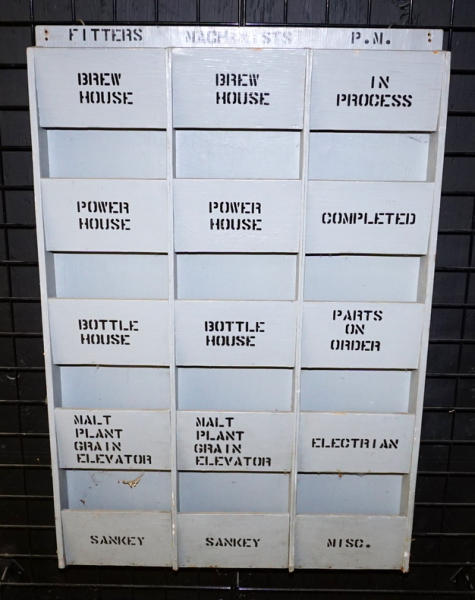 FITTERS MACHINISTS P.M.
BREW
HOUSE
BREW
HOUSE
IN
PROCESS
POWER
HOUSE
POWER
HOUSE
COMPLETED
BOTTLE
HOUSE
BOTTLE
HOUSE
PARTS
ON
ORDER
MALT
PLANT
GRAIN
ELEVATOR
MALT
PLANT
GRAIN
ELEVATOR
ELECTRIAN
SANKEY
SANKEY
MISC.